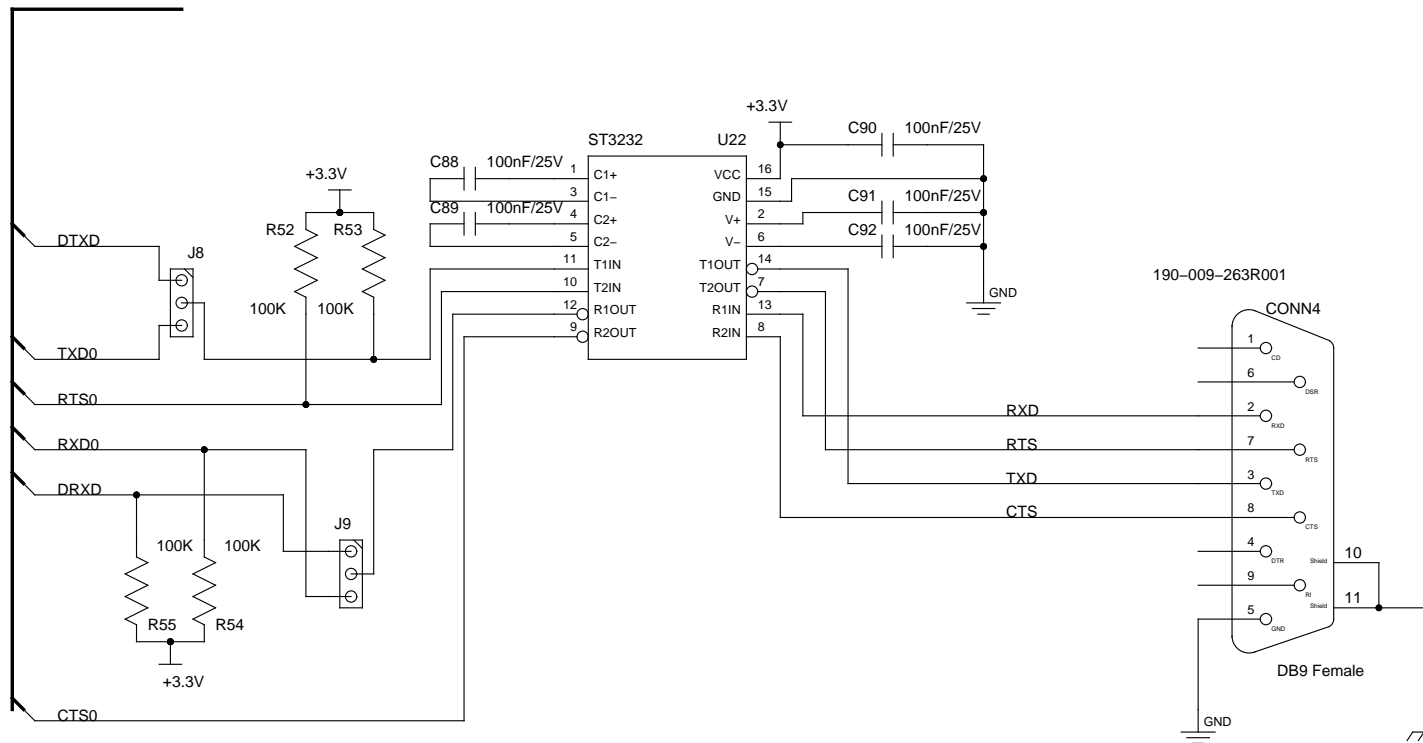 +3.3V
C90 100nF/25V
ST3232 U22
C88 100nF/25V
1 C1+ VCC 16
3 C1− GND 15
C89 100nF/25V
4 C2+ V+ 2
C91 100nF/25V
5 C2− V− 6
C92 100nF/25V
11 T1IN T1OUT 14
10 T2IN T2OUT 7
12 R1OUT R1IN 13
9 R2OUT R2IN 8
GND
+3.3V
R52 R53
100K 100K
DTXD
J8
TXD0
RTS0
RXD0
DRXD
J9
100K 100K
R55 R54
+3.3V
CTS0
RXD
RTS
TXD
CTS
190−009−263R001
CONN4
1 CD
6 DSR
2 RXD
7 RTS
3 TXD
8 CTS
4 DTR
Shield 10
9 RI
Shield 11
5 GND
DB9 Female
GND